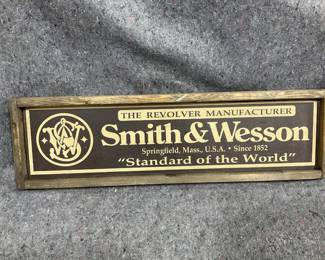 THE REVOLVER MANUFACTURER
Smith & Wesson
Springfield, Mass., U.S.A. • Since 1852
"Standard of the World"